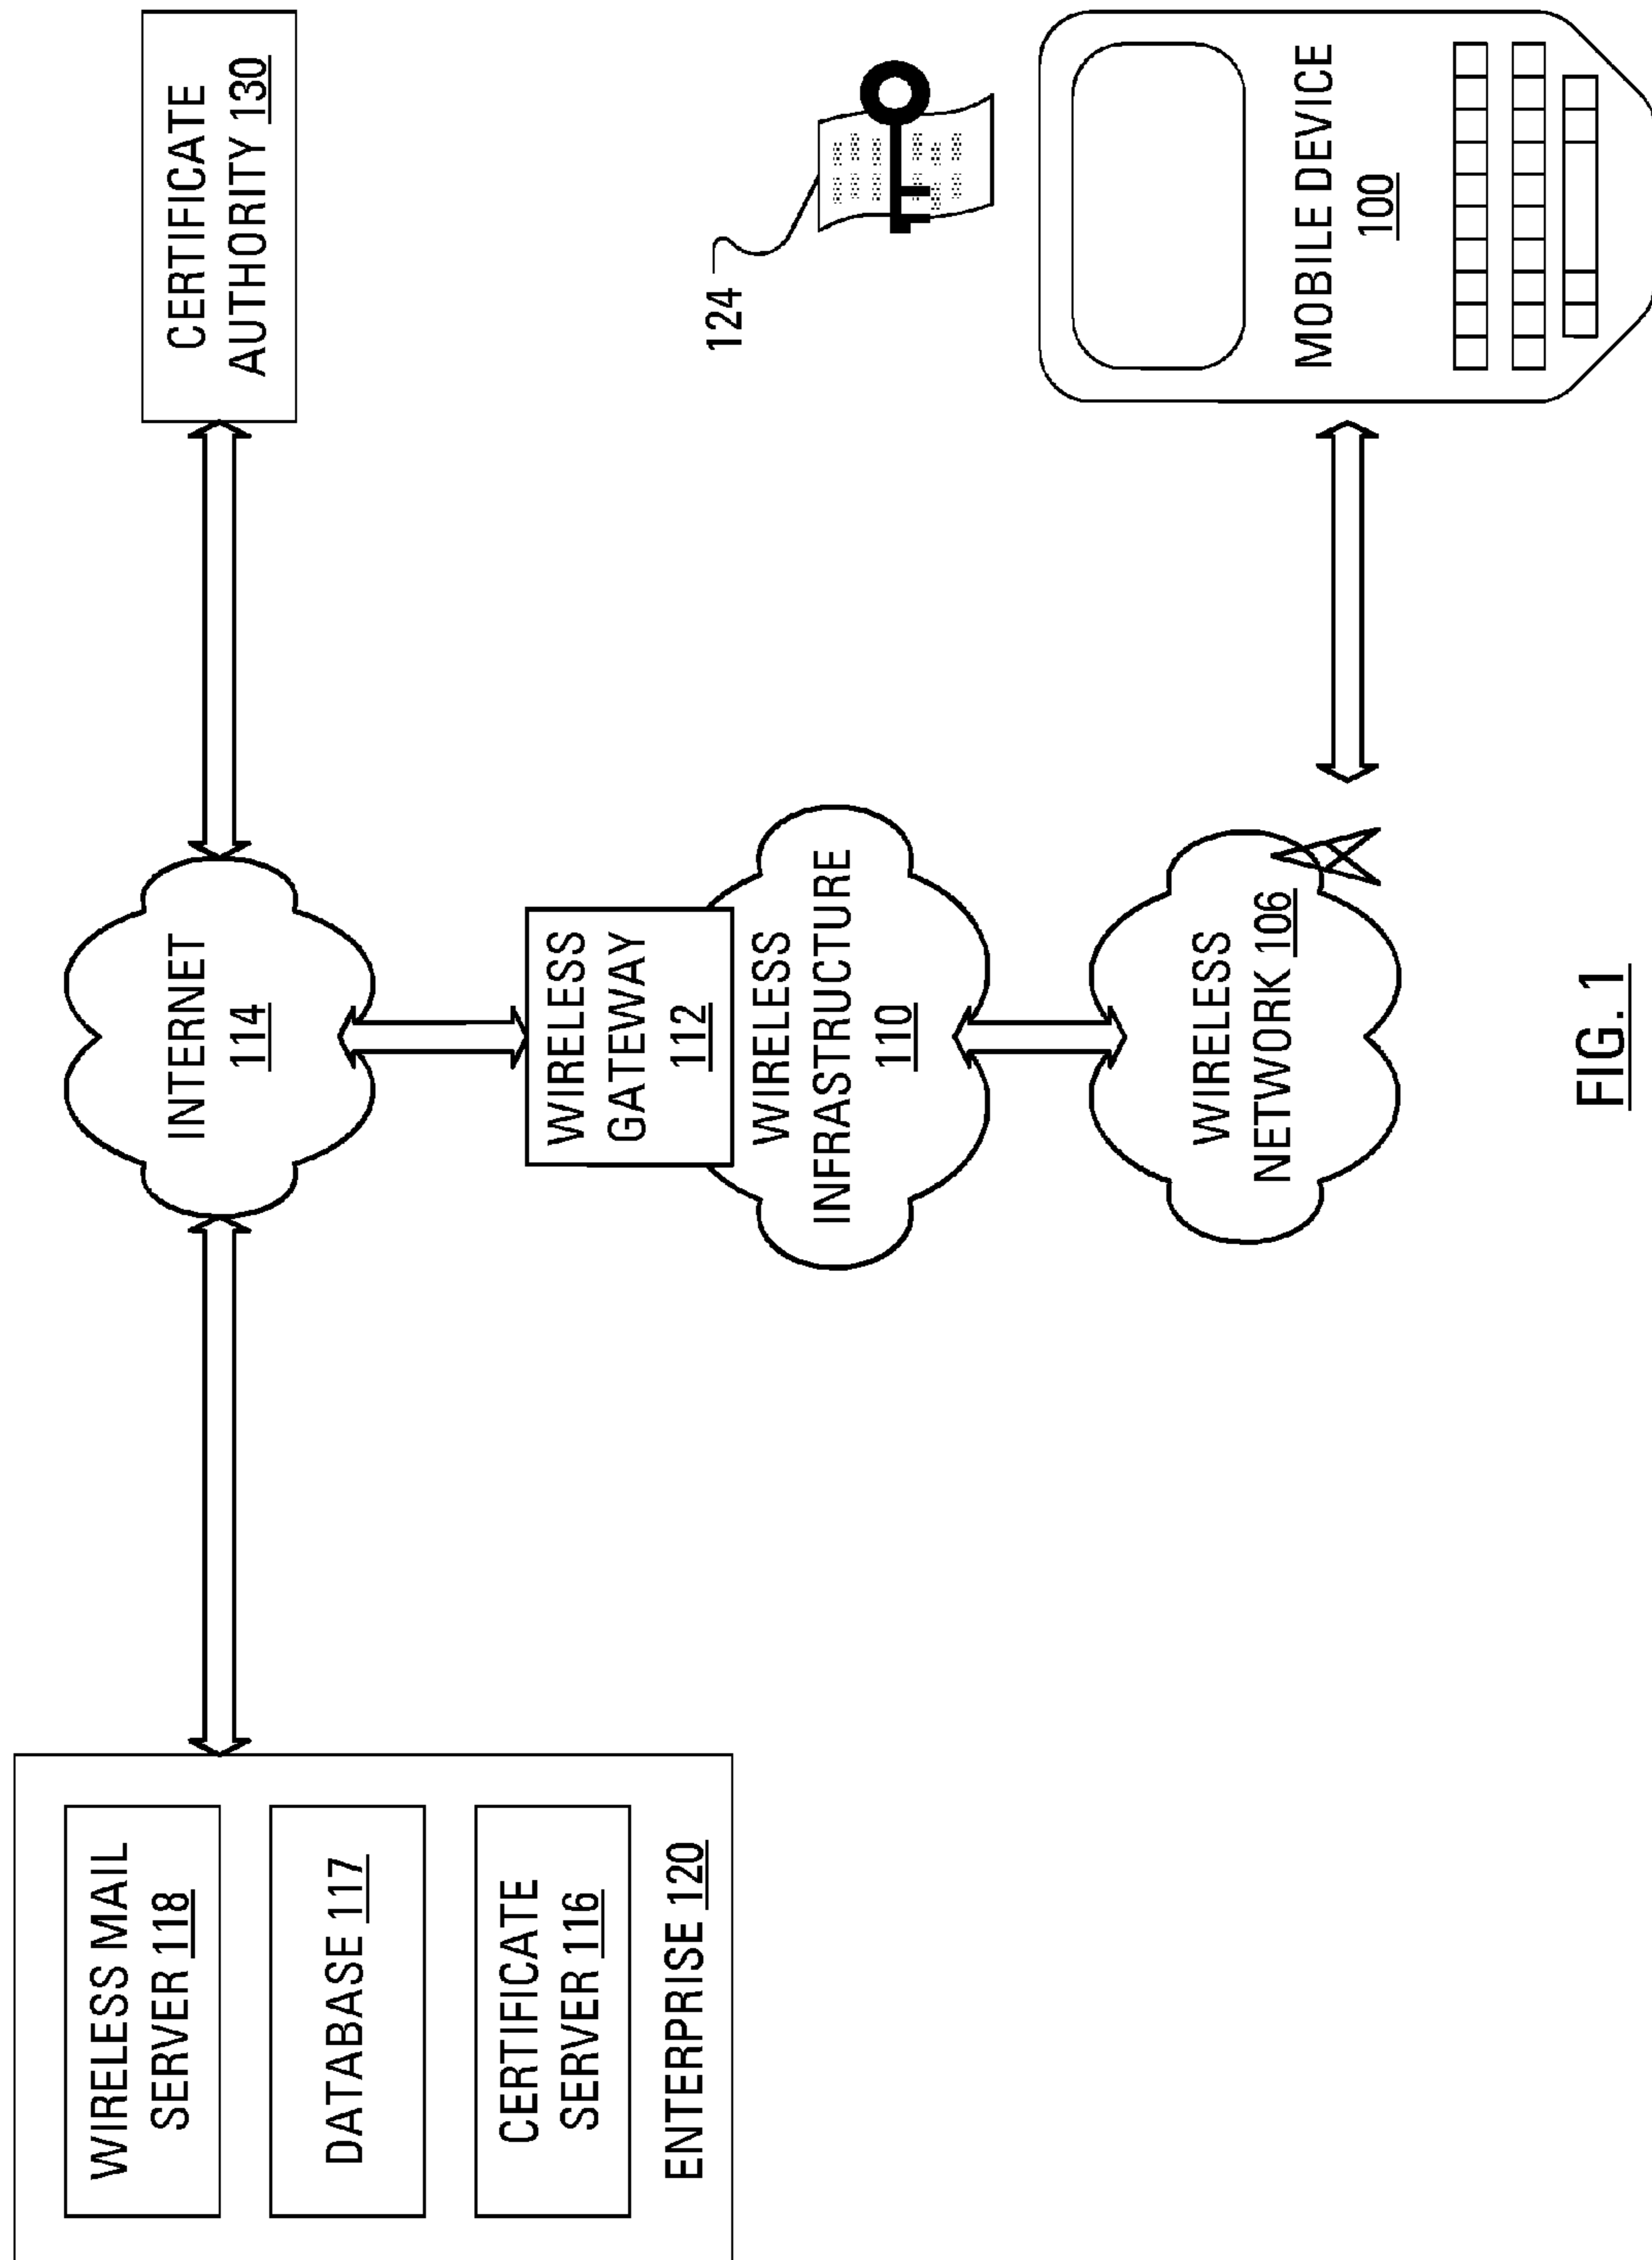 WIRELESS MAIL
SERVER 118
DATABASE 117
CERTIFICATE
SERVER 116
ENTERPRISE 120
INTERNET
114
CERTIFICATE
AUTHORITY 130
WIRELESS
GATEWAY
112
WIRELESS
INFRASTRUCTURE
110
124
WIRELESS
NETWORK 106
MOBILE DEVICE
100
FIG. 1